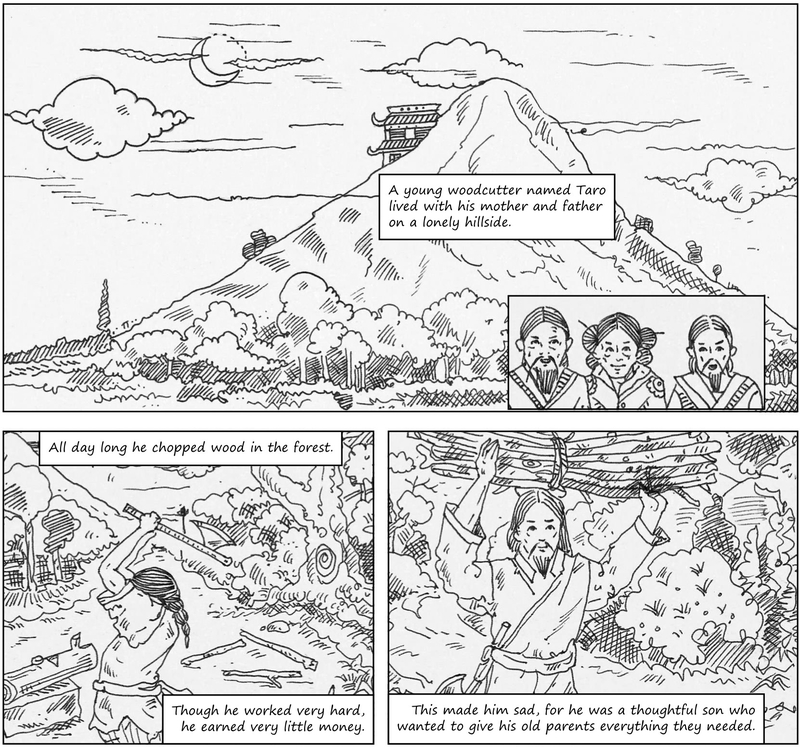 A young woodcutter named Taro
lived with his mother and father
on a lonely hillside.
All day long he chopped wood in the forest.
Though he worked very hard,
he earned very little money.
This made him sad, for he was a thoughtful son who
wanted to give his old parents everything they needed.